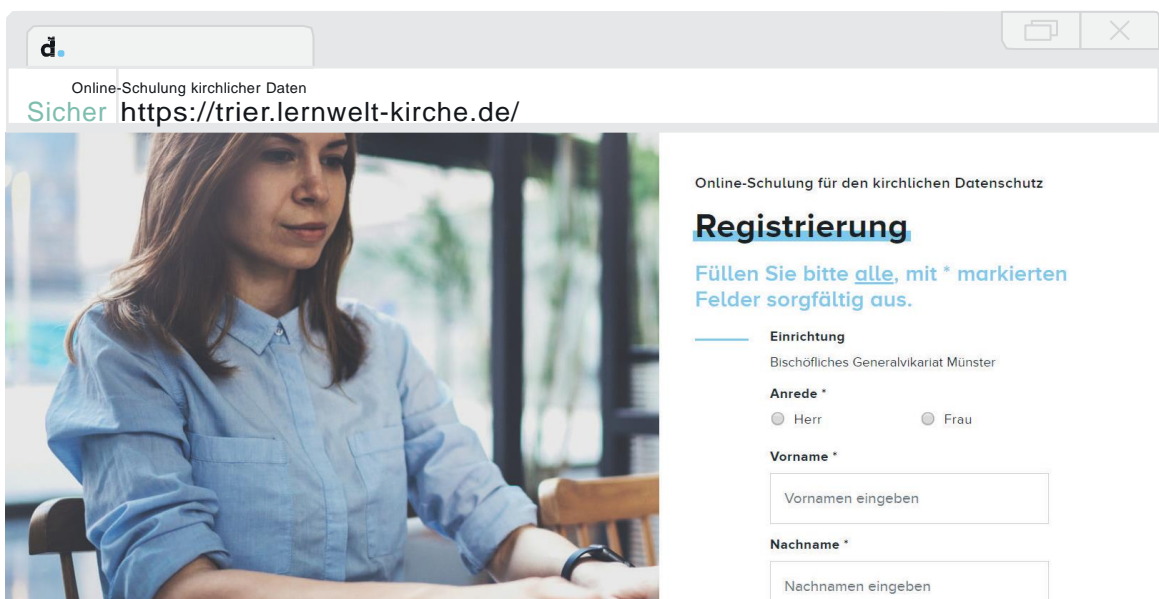 d.
Online-Schulung kirchlicher Daten
Sicher https://trier.lernwelt-kirche.de/
Online-Schulung für den kirchlichen Datenschutz
Registrierung
Füllen Sie bitte alle, mit * markierten
Felder sorgfältig aus.
Einrichtung
Bischöfliches Generalvikariat Münster
Anrede *
Herr Frau
Vorname *
Vornamen eingeben
Nachname *
Nachnamen eingeben